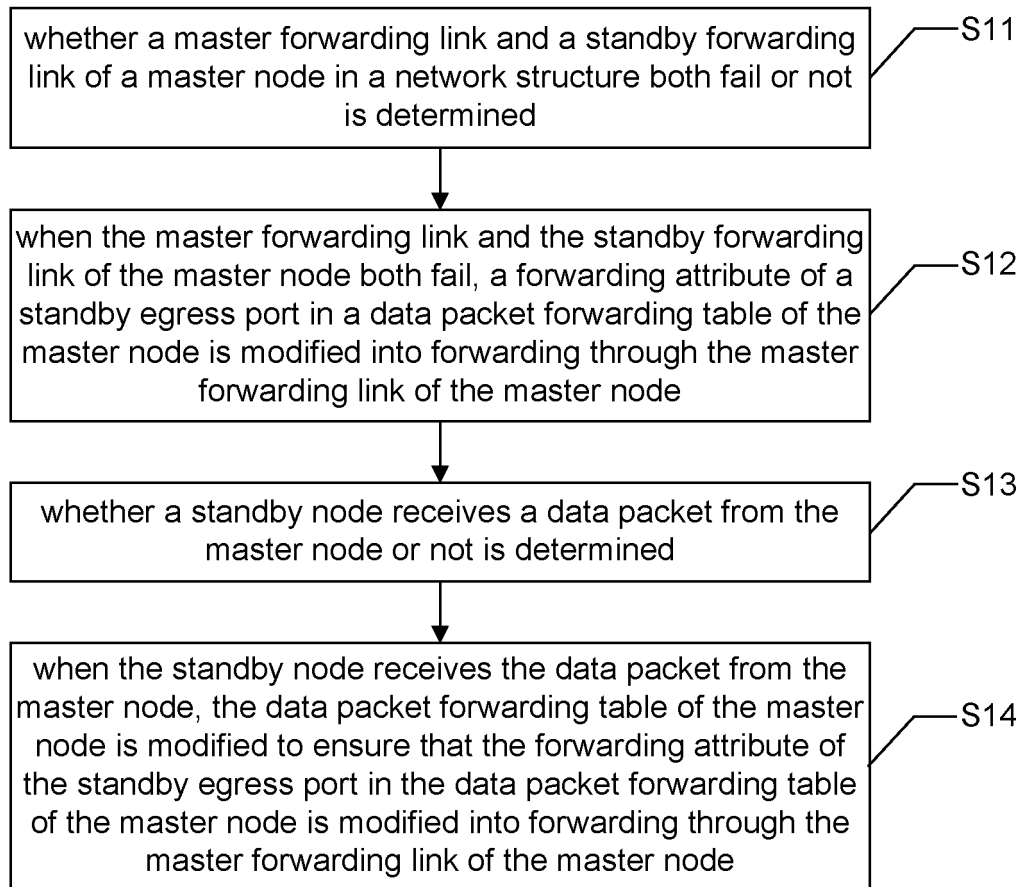 whether a master forwarding link and a standby forwarding
link of a master node in a network structure both fail or not
is determined
S11
when the master forwarding link and the standby forwarding
link of the master node both fail, a forwarding attribute of a
standby egress port in a data packet forwarding table of the
master node is modified into forwarding through the master
forwarding link of the master node
S12
whether a standby node receives a data packet from the
master node or not is determined
S13
when the standby node receives the data packet from the
master node, the data packet forwarding table of the master
node is modified to ensure that the forwarding attribute of
the standby egress port in the data packet forwarding table
of the master node is modified into forwarding through the
master forwarding link of the master node
S14